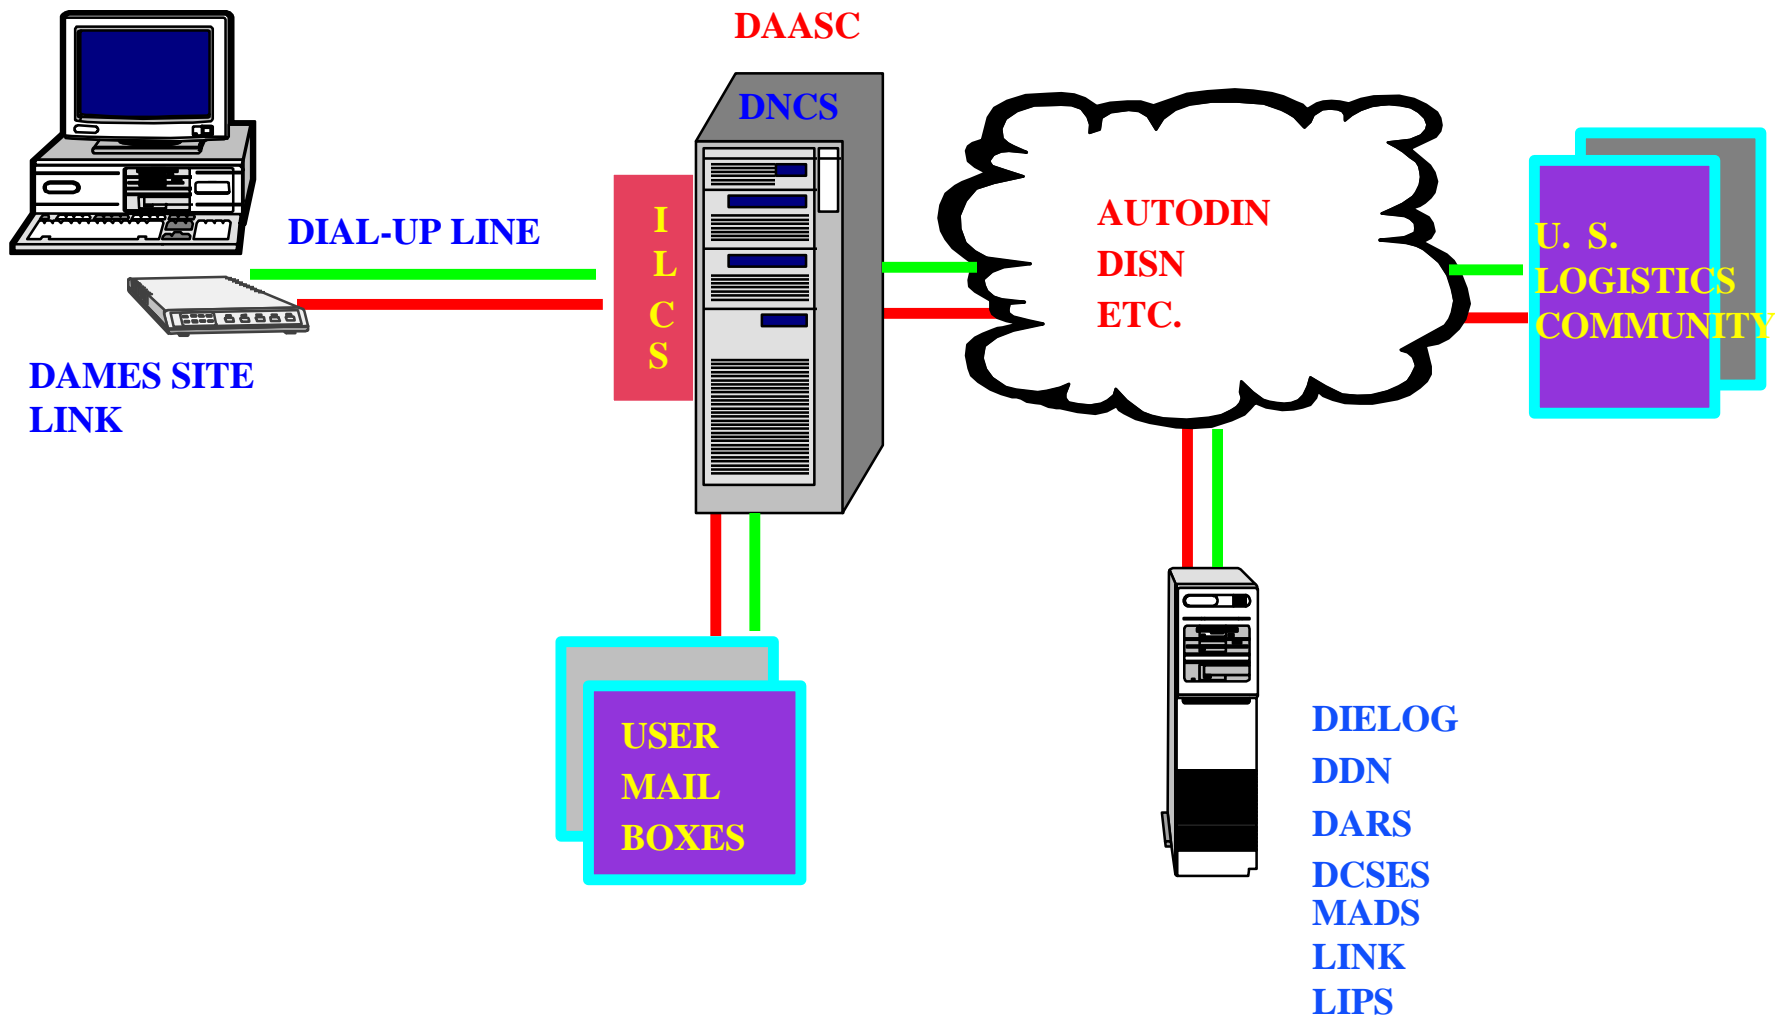 DAASC
DNCS
DIAL-UP LINE
DAMES SITE
LINK
I
L
C
S
AUTODIN
DISN
ETC.
U. S.
LOGISTICS
COMMUNITY
USER
MAIL
BOXES
DIELOG
DDN
DARS
DCSES
MADS
LINK
LIPS